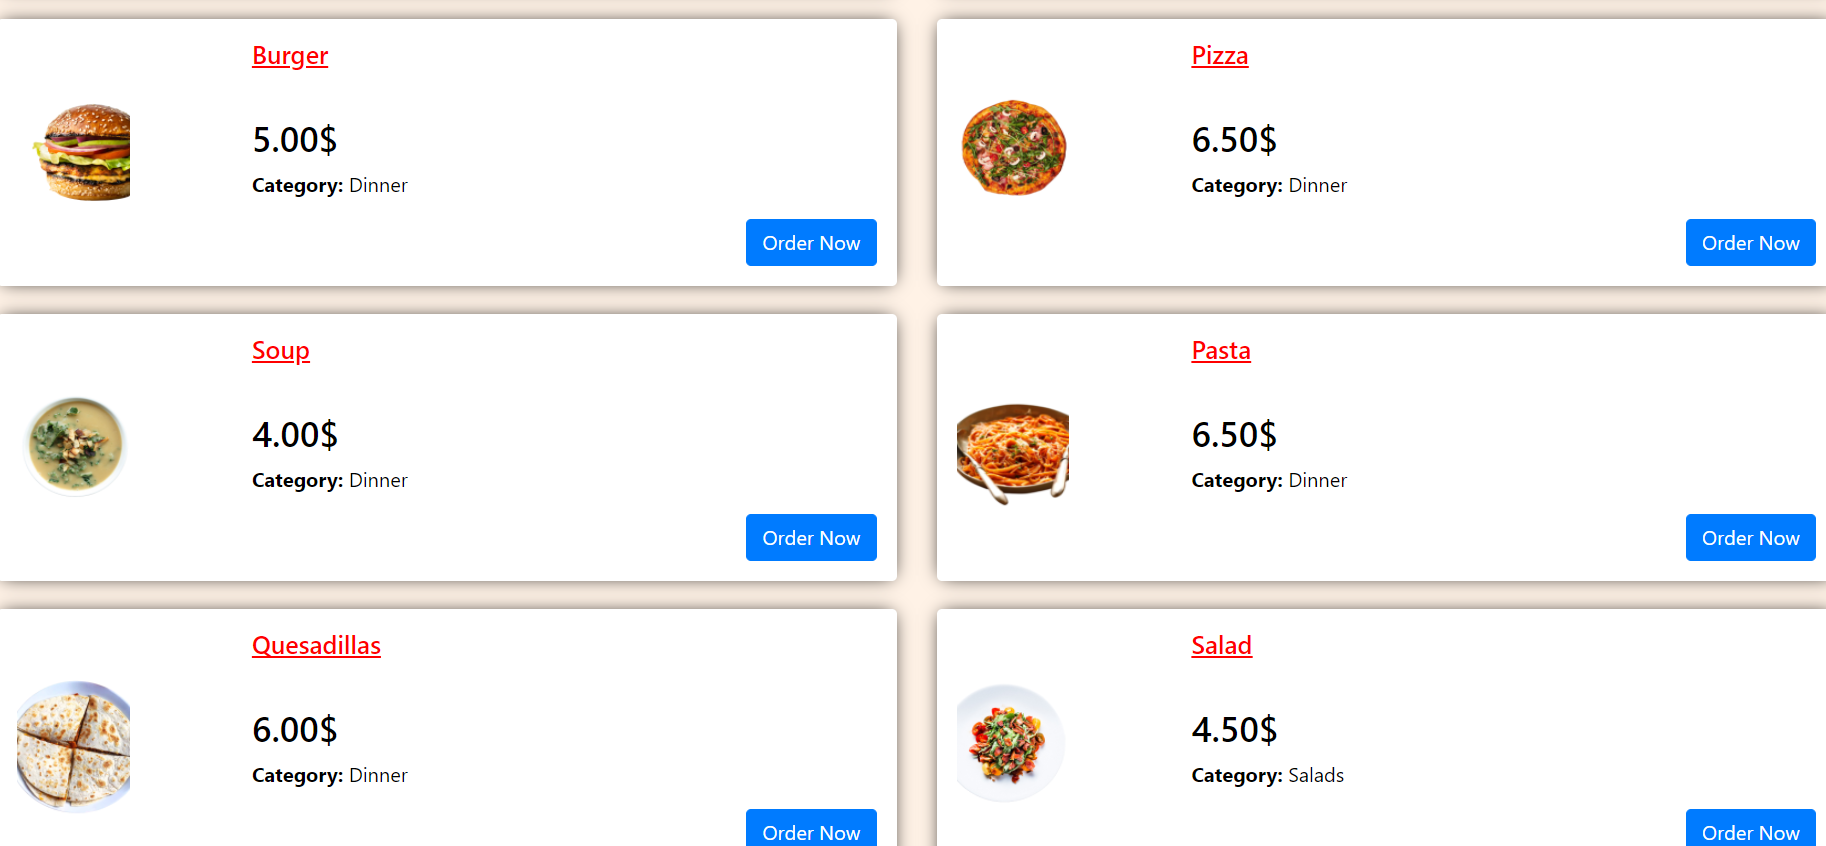 Burger
5.00$
Category: Dinner
Order Now
Pizza
6.50$
Category: Dinner
Order Now
Soup
4.00$
Category: Dinner
Order Now
Pasta
6.50$
Category: Dinner
Order Now
Quesadillas
6.00$
Category: Dinner
Order Now
Salad
4.50$
Category: Salads
Order Now